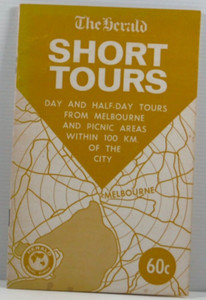 The Herald
SHORT
TOURS
DAY AND HALF-DAY TOURS
FROM MELBOURNE
AND PICNIC AREAS
WITHIN 100 KM
OF THE
CITY
MELBOURNE
60c